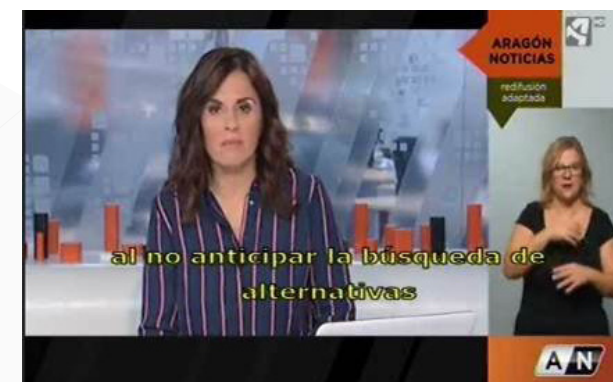 ARAGÓN
NOTICIAS
redifusión
adaptada
al no anticipar la búsqueda de
alternativas
AN